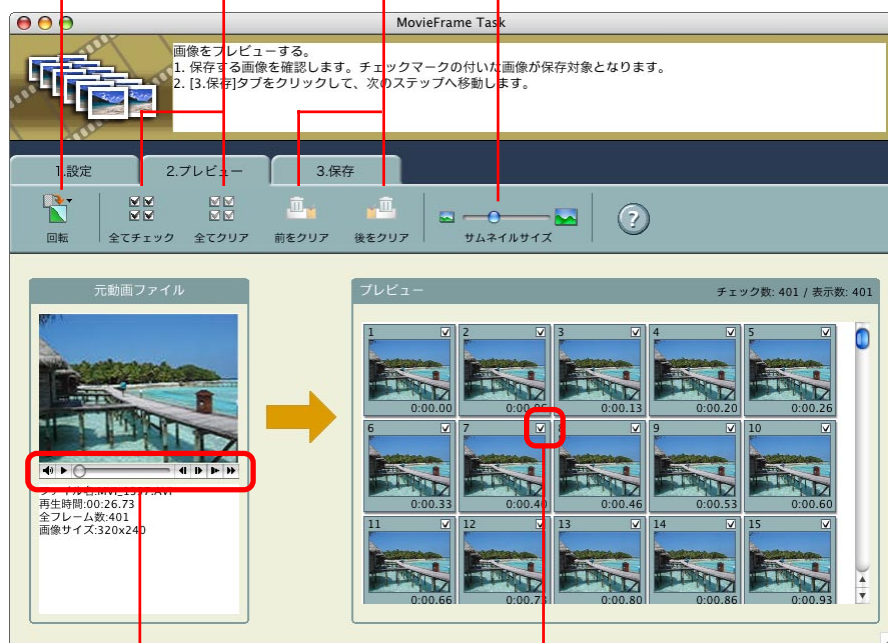 MovieFrame Task
画像をプレビューする。
1. 保存する画像を確認します。チェックマークの付いた画像が保存対象となります。
2. [3.保存]タブをクリックして、次のステップへ移動します。
1.設定
2.プレビュー
3.保存
回転
全てチェック
全てクリア
前をクリア
後をクリア
サムネイルサイズ
?
元動画ファイル
再生時間:00:26.73
全フレーム数:401
画像サイズ:320x240
プレビュー
チェック数: 401 / 表示数: 401
1 2 3 4 5
0:00.00 0:00.06 0:00.13 0:00.20 0:00.26
6 7 8 9 10
0:00.33 0:00.40 0:00.46 0:00.53 0:00.60
11 12 13 14 15
0:00.66 0:00.73 0:00.80 0:00.86 0:00.93